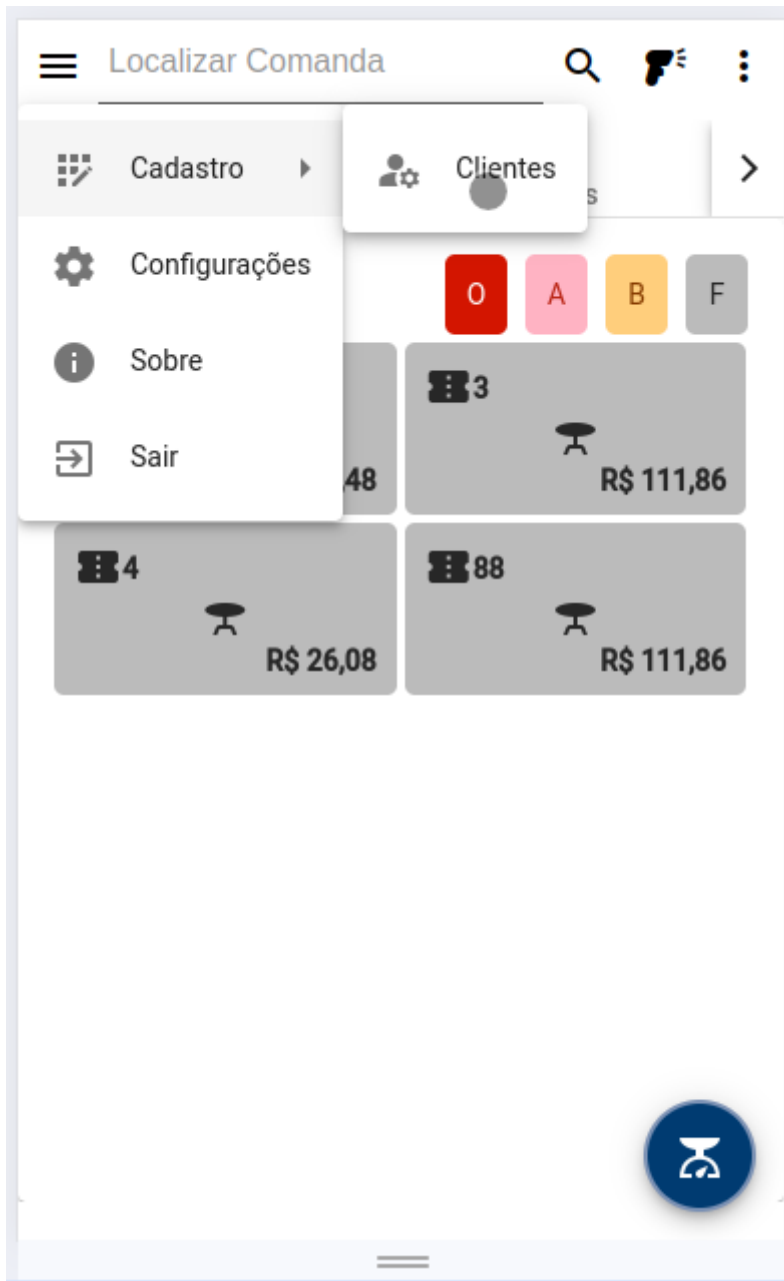 Localizar Comanda
Cadastro
Clientes
s
Configurações
O A B F
Sobre
3
Sair
,48
R$ 111,86
4
88
R$ 26,08
R$ 111,86